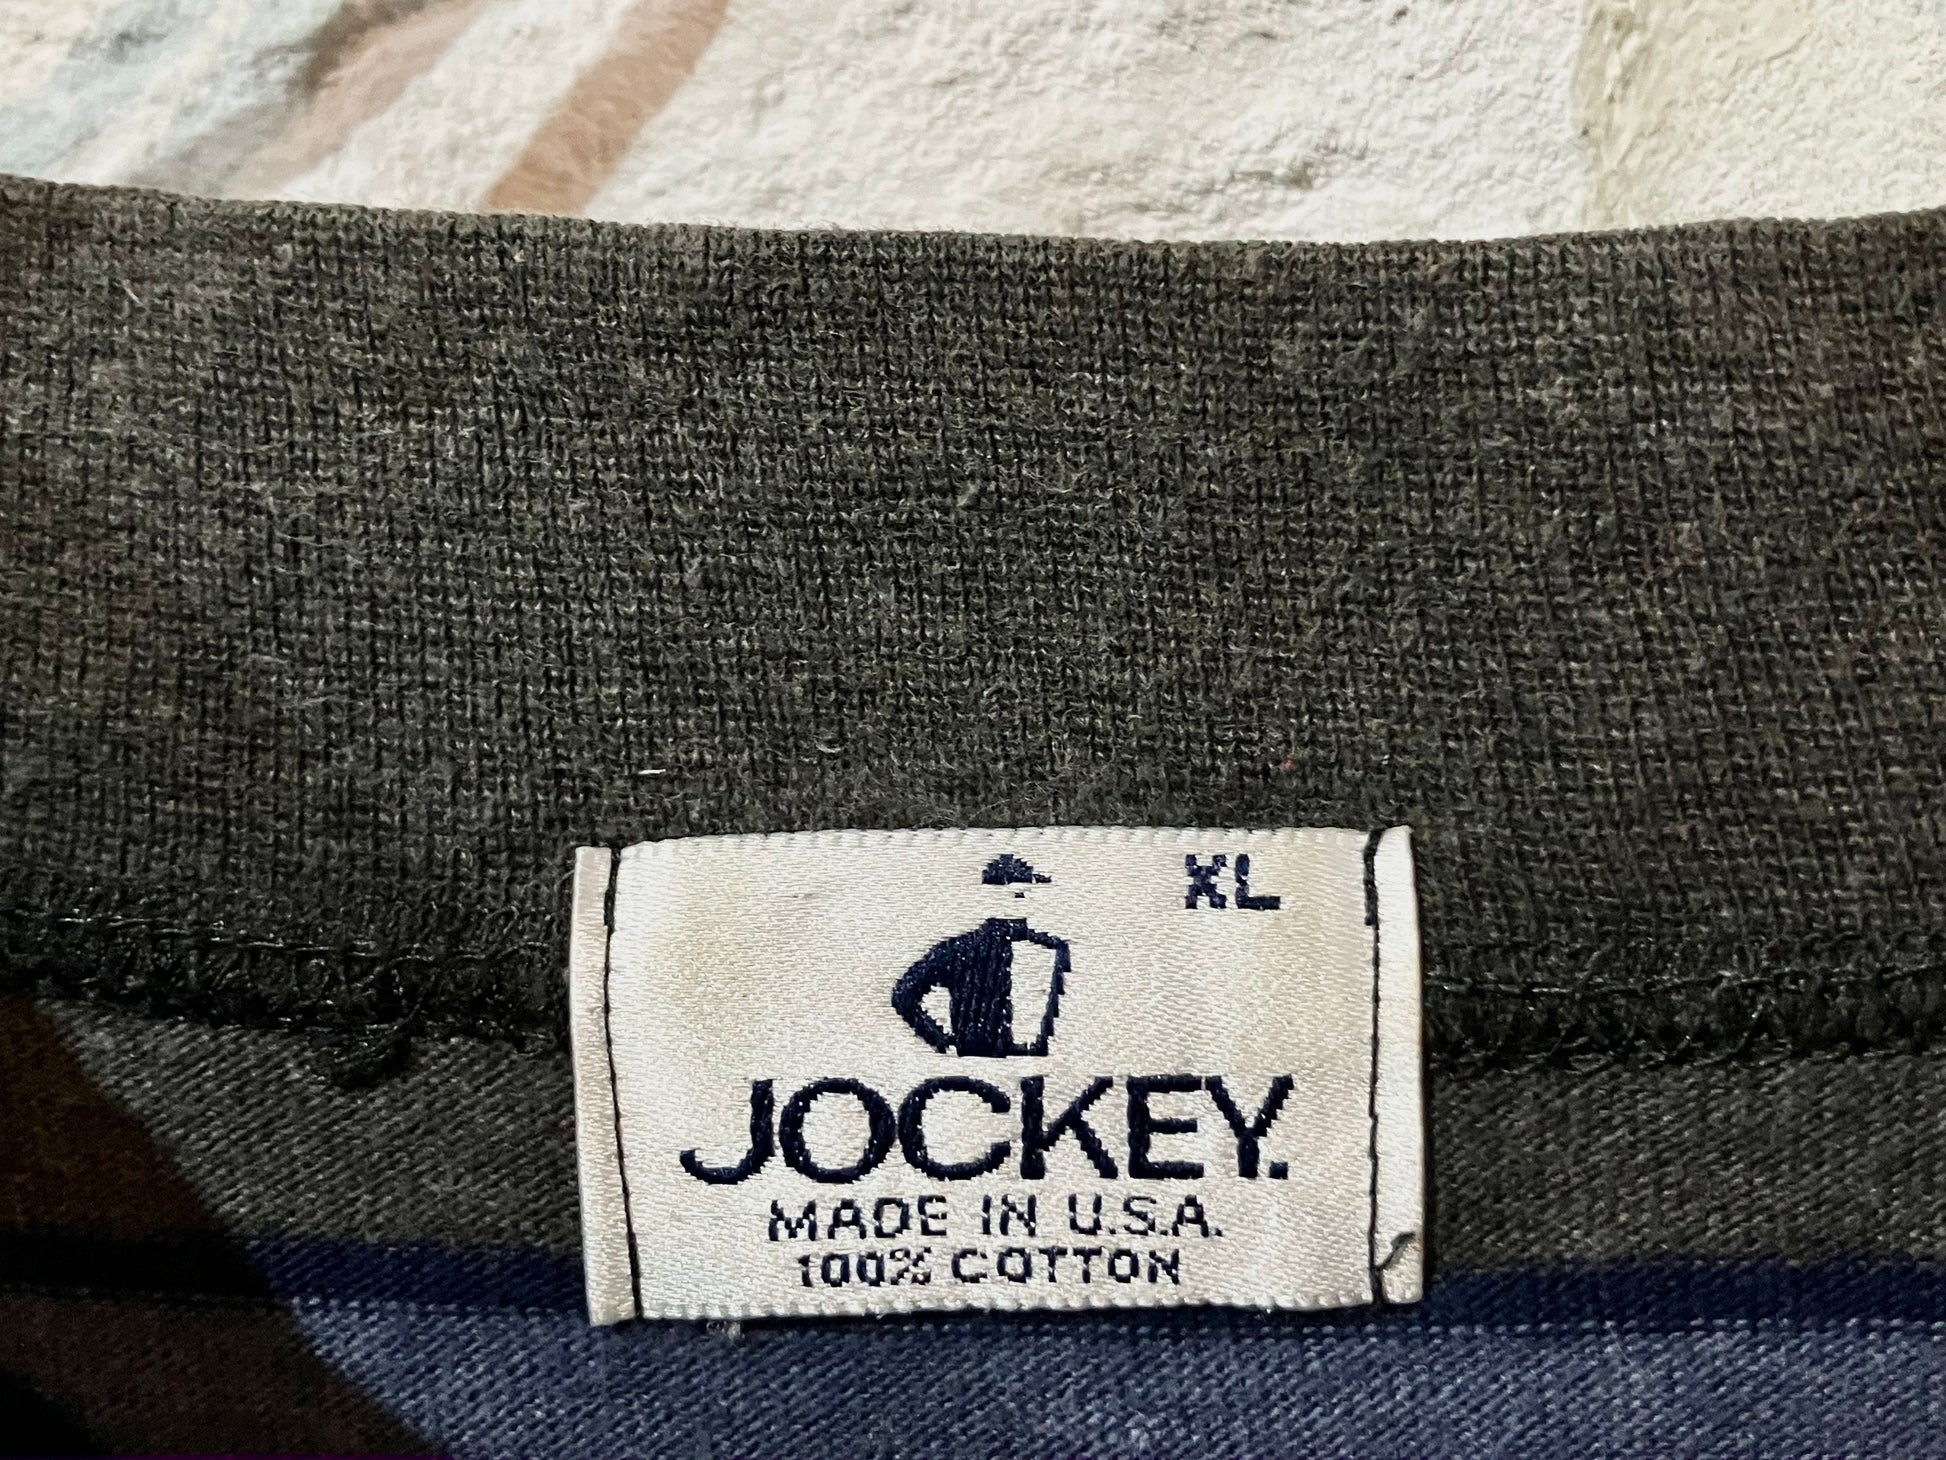 XL
JOCKEY.
MADE IN U.S.A.
100% COTTON